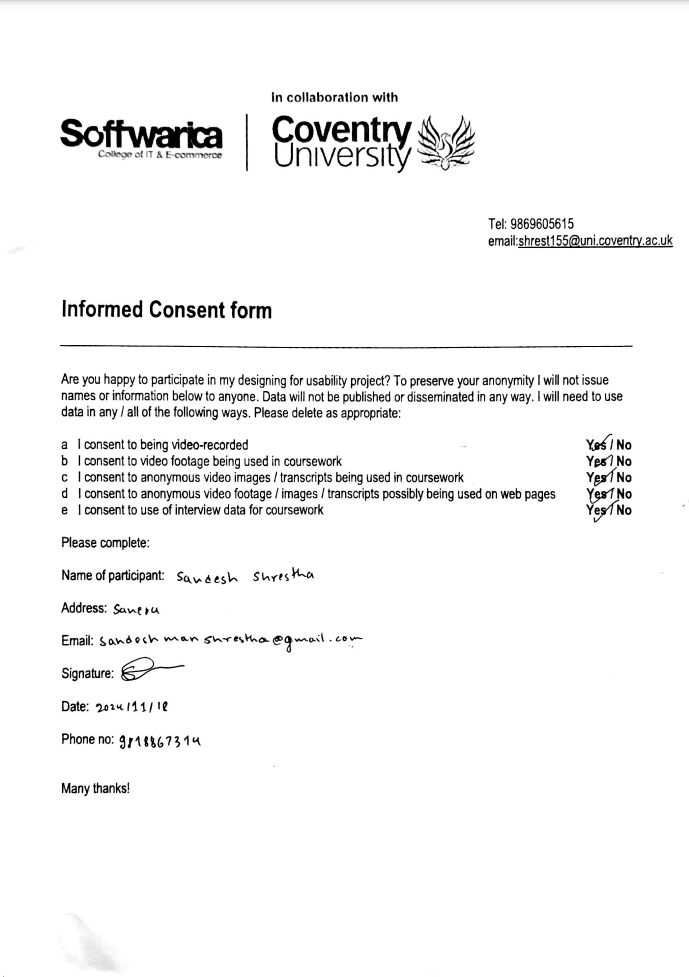 In collaboration with
Softwarica
College of IT & E-commerce
Coventry
University
Tel: 9869605615
email:shrest155@uni.coventry.ac.uk
Informed Consent form
Are you happy to participate in my designing for usability project? To preserve your anonymity I will not issue
names or information below to anyone. Data will not be published or disseminated in any way. I will need to use
data in any / all of the following ways. Please delete as appropriate:
a I consent to being video-recorded Yes / No
b I consent to video footage being used in coursework Yes / No
c I consent to anonymous video images / transcripts being used in coursework Yes / No
d I consent to anonymous video footage / images / transcripts possibly being used on web pages Yes / No
e I consent to use of interview data for coursework Yes / No
Please complete:
Name of participant: Sandesh Shrestha
Address: Sanepa
Email: sandesh man shrestha@gmail.com
Signature:
Date: 2024/11/18
Phone no: 9818867314
Many thanks!